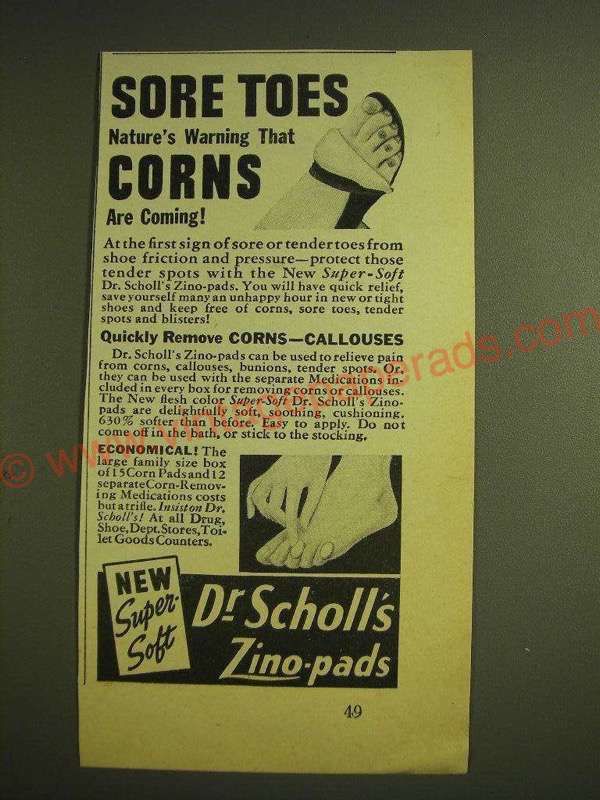 SORE TOES
Nature's Warning That
CORNS
Are Coming!
At the first sign of sore or tender toes from
shoe friction and pressure—protect those
tender spots with the New Super-Soft
Dr. Scholl's Zino-pads. You will have quick relief,
save yourself many an unhappy hour in new or tight
shoes and keep free of corns, sore toes, tender
spots and blisters!
Quickly Remove CORNS—CALLOUSES
Dr. Scholl's Zino-pads can be used to relieve pain
from corns, callouses, bunions, tender spots. Or,
they can be used with the separate Medications in-
cluded in every box for removing corns or callouses.
The New flesh color Super-Soft Dr. Scholl's Zino-
pads are delightfully soft, soothing, cushioning.
630% softer than before. Easy to apply. Do not
come off in the bath, or stick to the stocking.
ECONOMICAL! The
large family size box
of 15 Corn Pads and 12
separate Corn-Remov-
ing Medications costs
but a trifle. Insist on Dr.
Scholl's! At all Drug,
Shoe, Dept. Stores, Toi-
let Goods Counters.
NEW
Super-
Soft
Dr Scholl's
Zino-pads
49